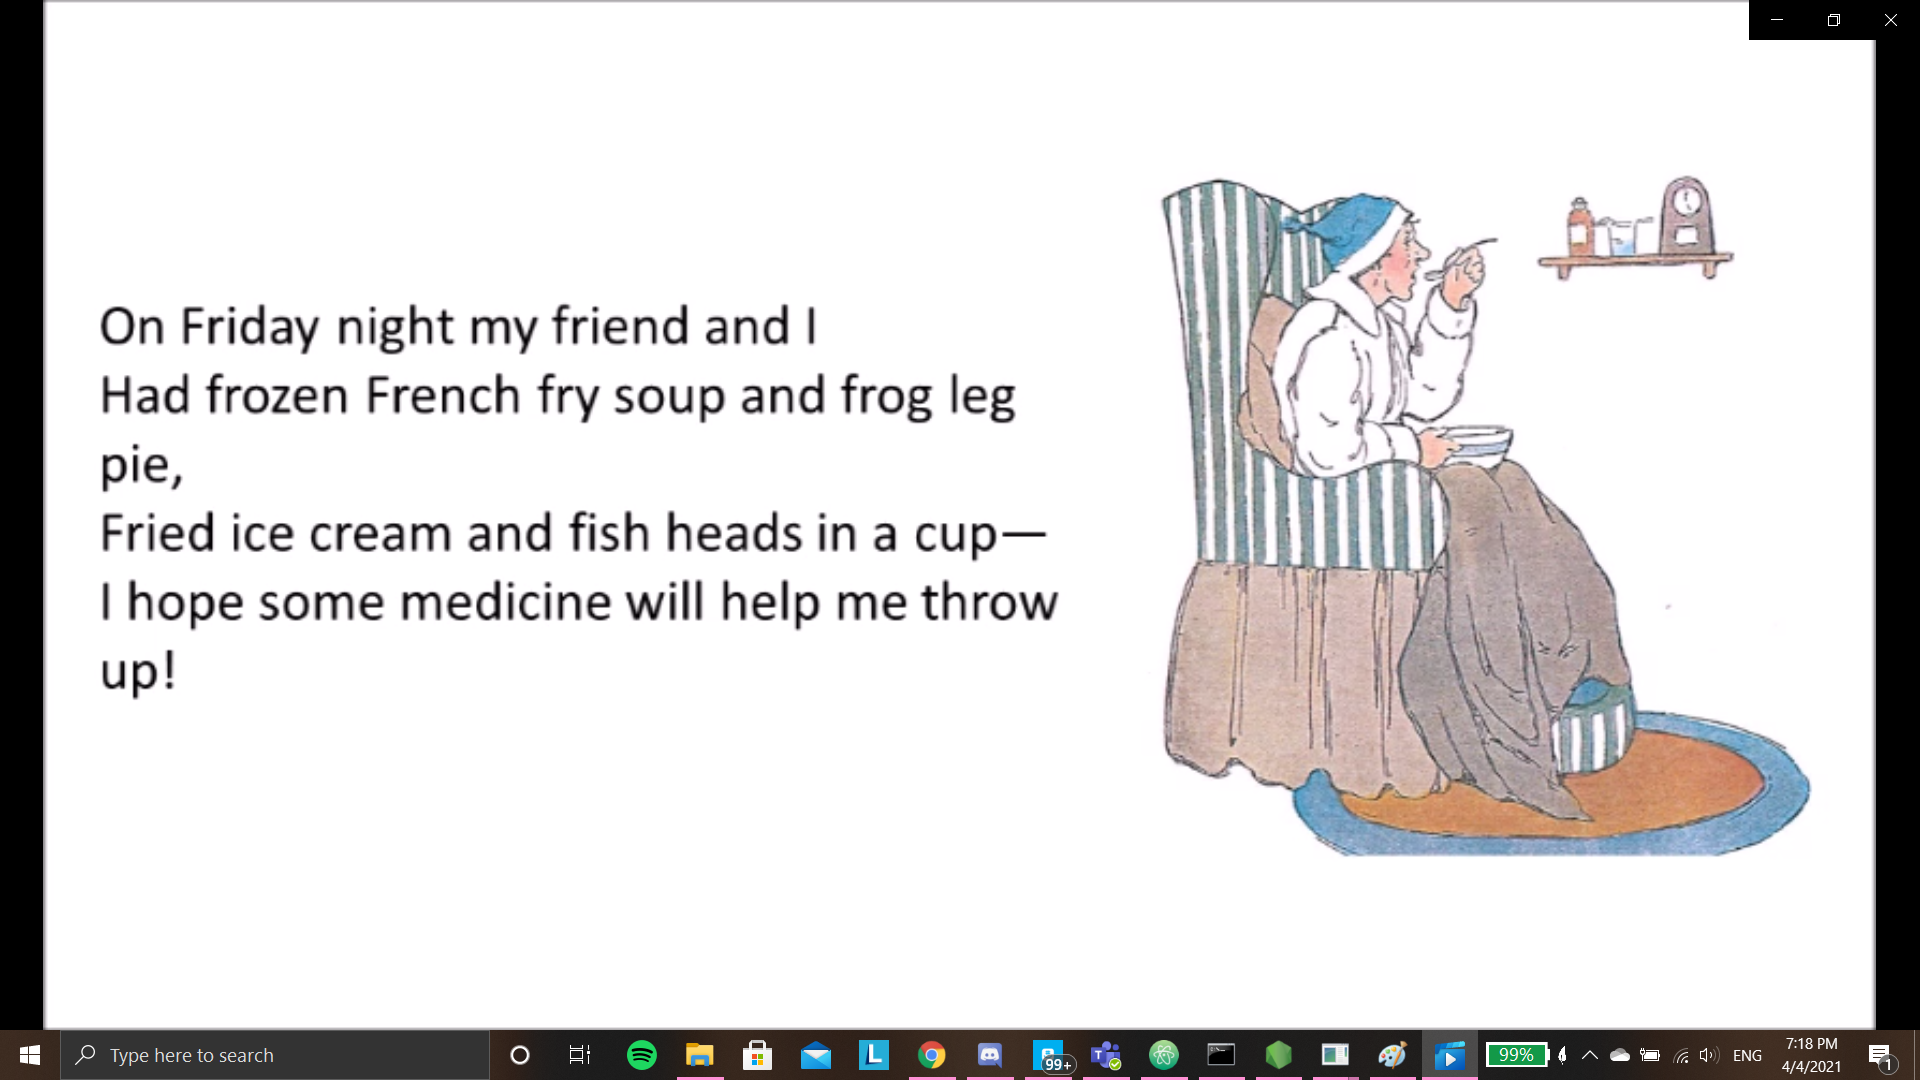 On Friday night my friend and I
Had frozen French fry soup and frog leg
pie,
Fried ice cream and fish heads in a cup—
I hope some medicine will help me throw
up!
Type here to search
L
99+
T
99%
ENG
7:18 PM
4/4/2021
1